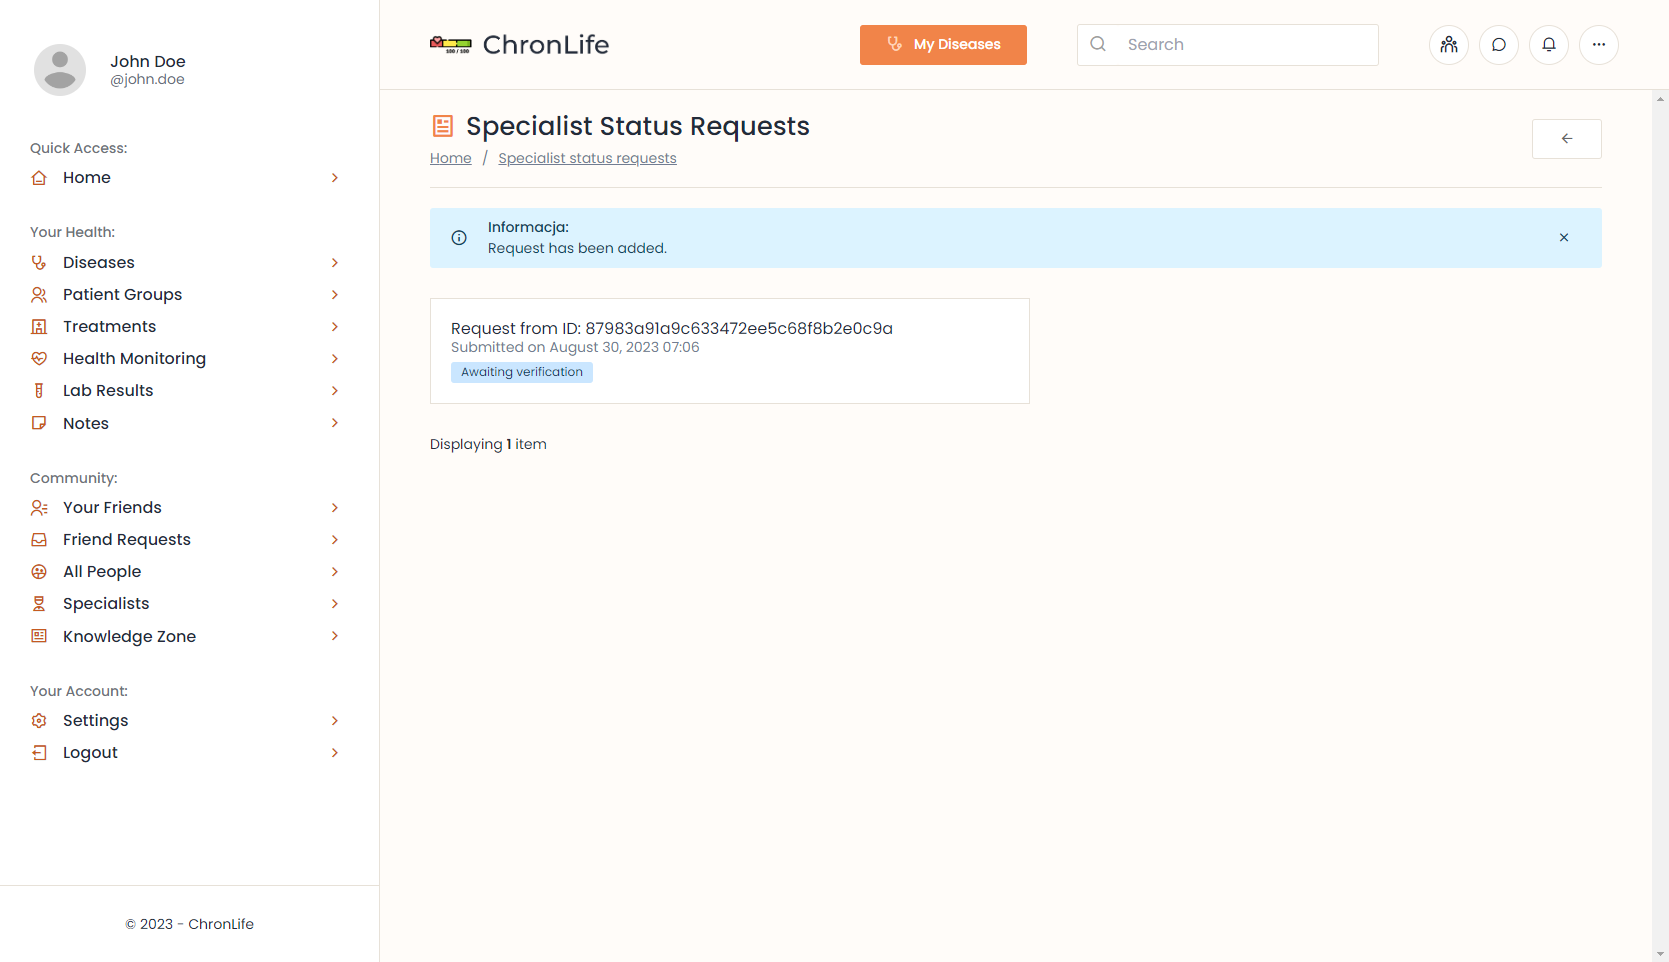 John Doe
@john.doe
Quick Access:
Home
Your Health:
Diseases
Patient Groups
Treatments
Health Monitoring
Lab Results
Notes
Community:
Your Friends
Friend Requests
All People
Specialists
Knowledge Zone
Your Account:
Settings
Logout
© 2023 - ChronLife
100 / 100
ChronLife
My Diseases
Search
Specialist Status Requests
Home / Specialist status requests
Informacja:
Request has been added.
Request from ID: 87983a91a9c633472ee5c68f8b2e0c9a
Submitted on August 30, 2023 07:06
Awaiting verification
Displaying 1 item